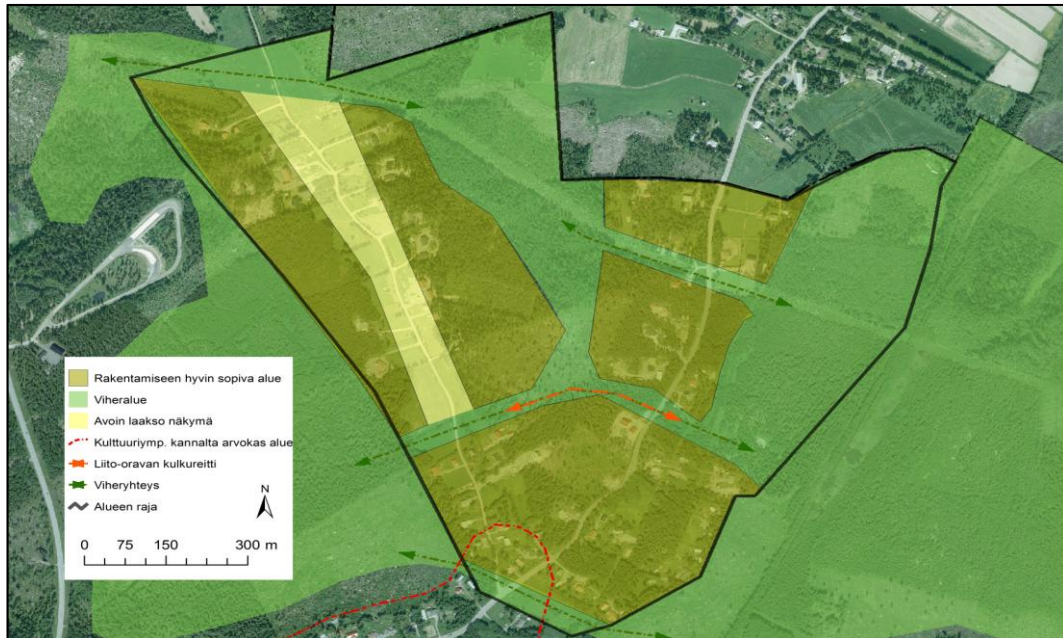 Rakentamiseen hyvin sopiva alue
Viheralue
Avoin laakso näkymä
Kulttuuriymp. kannalta arvokas alue
Liito-oravan kulkureitti
Viheryhteys
Alueen raja
N
0 75 150 300 m